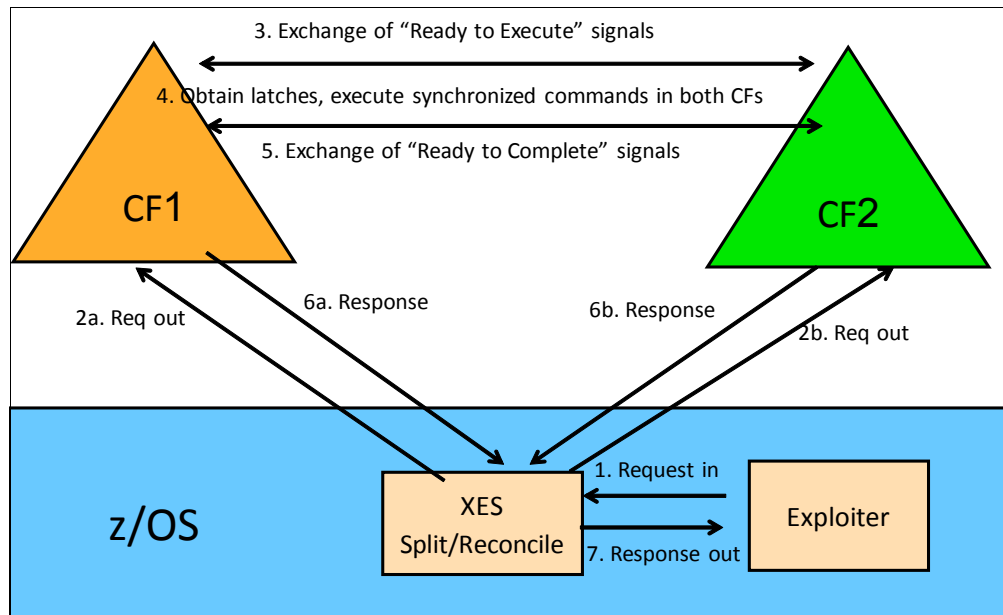 3. Exchange of “Ready to Execute” signals
4. Obtain latches, execute synchronized commands in both CFs
5. Exchange of “Ready to Complete” signals
CF1
CF2
6a. Response
6b. Response
2a. Req out
2b. Req out
1. Request in
XES
Split/Reconcile
Exploiter
z/OS
7. Response out